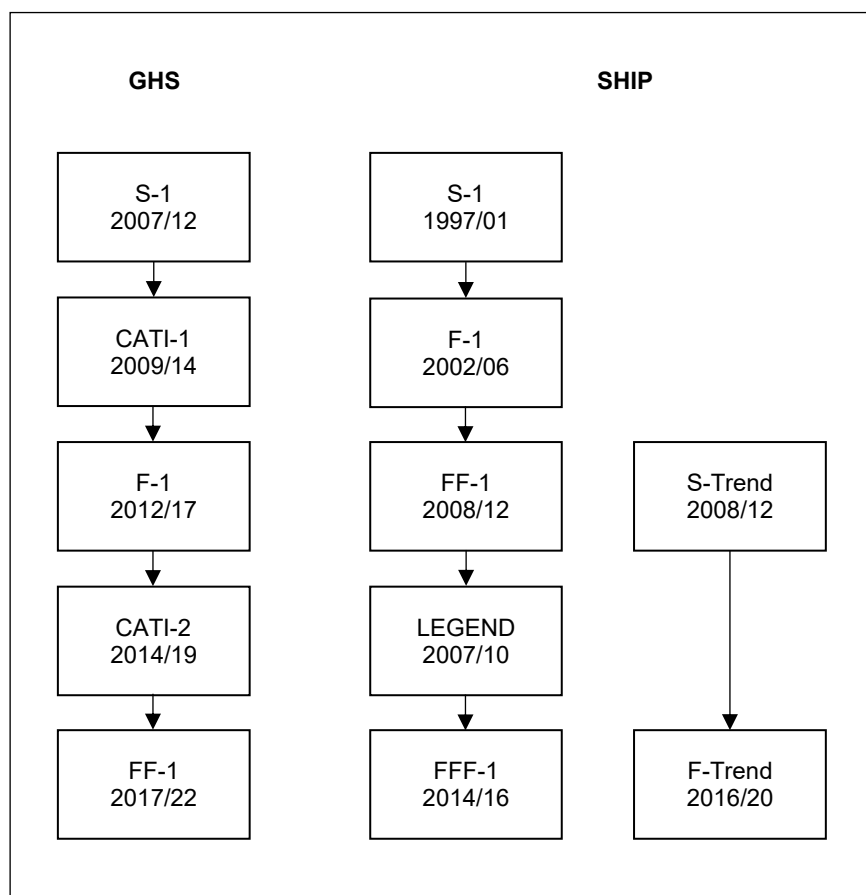 GHS
SHIP
S-1
2007/12
S-1
1997/01
CATI-1
2009/14
F-1
2002/06
F-1
2012/17
FF-1
2008/12
S-Trend
2008/12
CATI-2
2014/19
LEGEND
2007/10
FF-1
2017/22
FFF-1
2014/16
F-Trend
2016/20